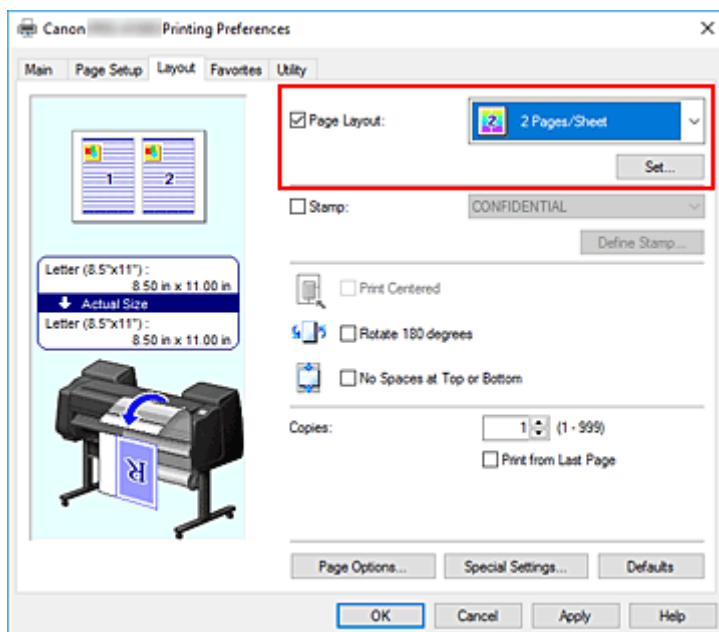 Canon Printing Preferences
Main Page Setup Layout Favorites Utility
1 2
Page Layout: 2 2 Pages/Sheet
Set...
Stamp: CONFIDENTIAL
Define Stamp...
Letter (8.5"x11") :
8.50 in x 11.00 in
Actual Size
Letter (8.5"x11") :
8.50 in x 11.00 in
Print Centered
Rotate 180 degrees
No Spaces at Top or Bottom
R
Copies: 1 (1 - 999)
Print from Last Page
Page Options... Special Settings... Defaults
OK Cancel Apply Help